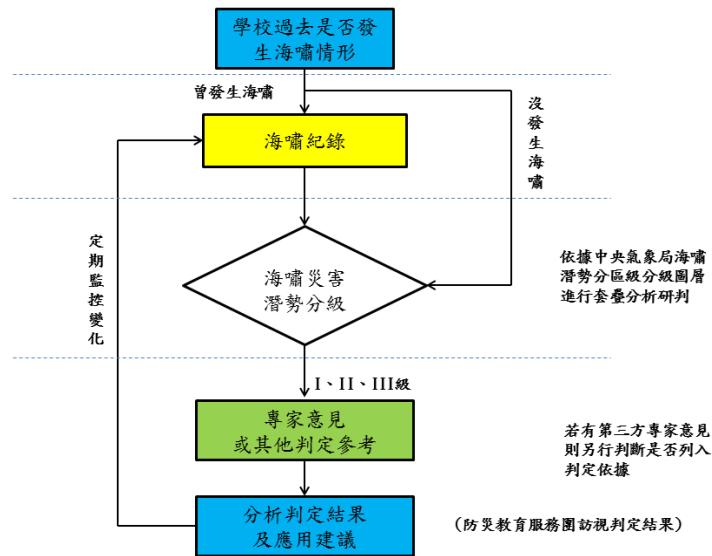 學校過去是否發
生海嘯情形
曾發生海嘯
沒發生海嘯
海嘯紀錄
定期監控變化
海嘯災害
潛勢分級
依據中央氣象局海嘯
潛勢分區級分級圖層
進行套疊分析研判
I、II、III級
專家意見
或其他判定參考
若有第三方專家意見
則另行判斷是否列入
判定依據
分析判定結果
及應用建議
(防災教育服務團訪視判定結果)